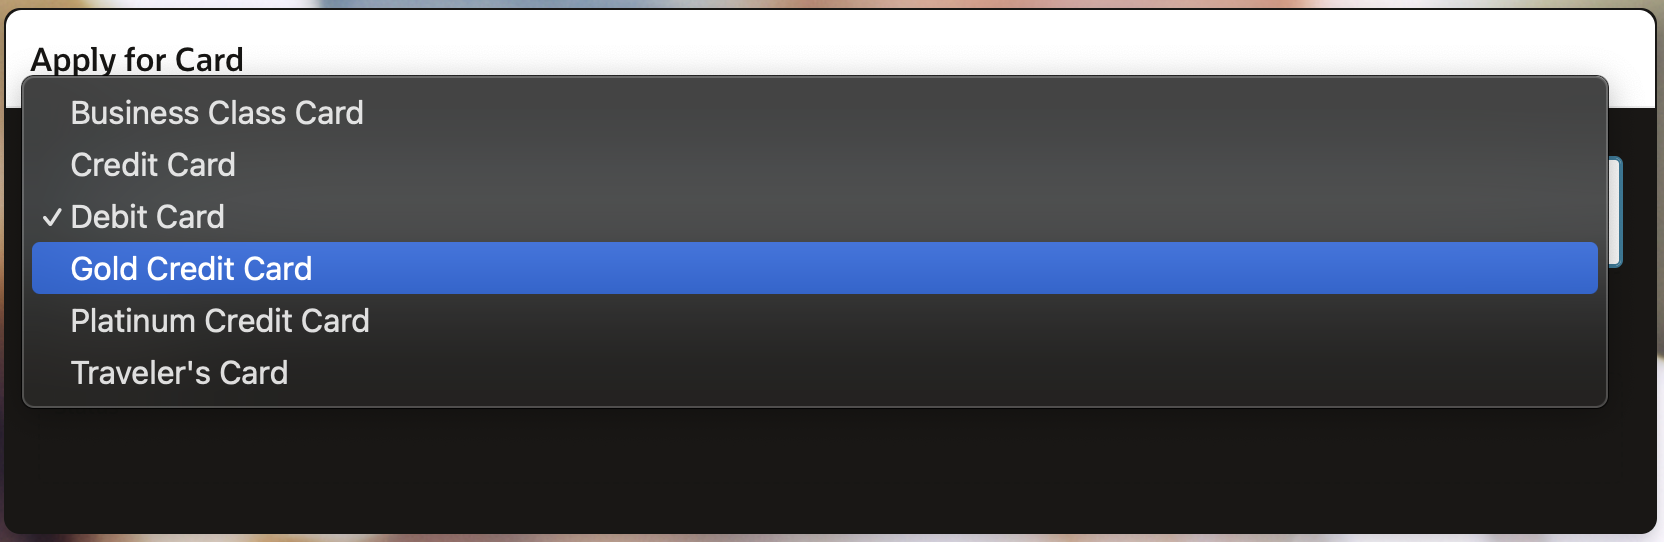 Apply for Card
Business Class Card
Credit Card
✓ Debit Card
Gold Credit Card
Platinum Credit Card
Traveler's Card